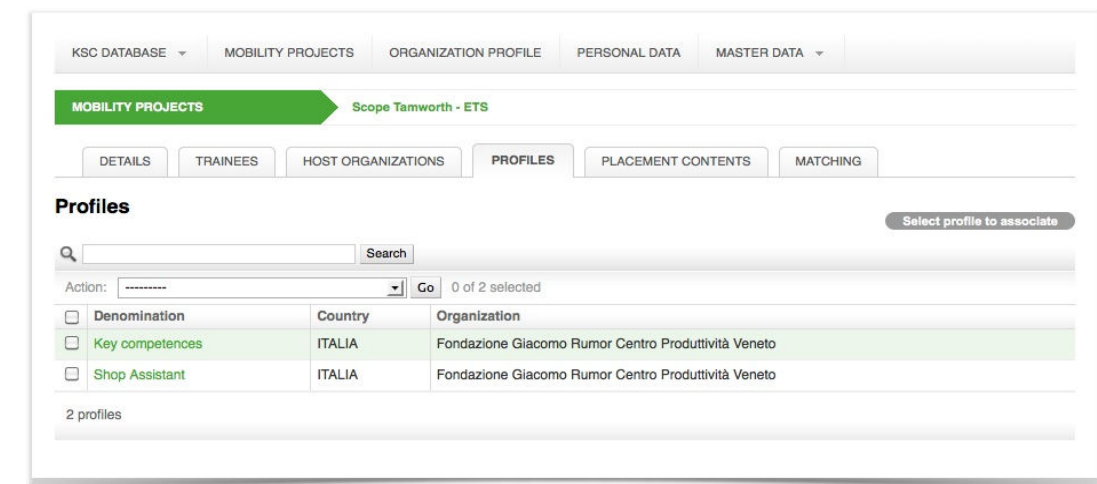 KSC DATABASE MOBILITY PROJECTS ORGANIZATION PROFILE PERSONAL DATA MASTER DATA
MOBILITY PROJECTS Scope Tamworth - ETS
DETAILS TRAINEES HOST ORGANIZATIONS PROFILES PLACEMENT CONTENTS MATCHING
Profiles
Select profile to associate
Search
Action: --------- Go 0 of 2 selected
Denomination Country Organization
Key competences ITALIA Fondazione Giacomo Rumor Centro Produttività Veneto
Shop Assistant ITALIA Fondazione Giacomo Rumor Centro Produttività Veneto
2 profiles